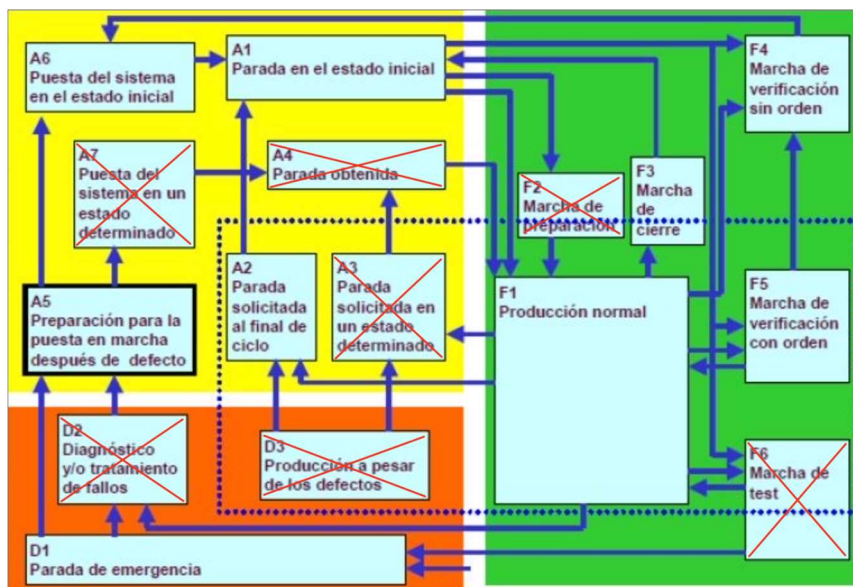 A6
Puesta del sistema
en el estado inicial
A1
Parada en el estado inicial
F4
Marcha de
verificación
sin orden
A7
Puesta del
sistema en un
estado
determinado
A4
Parada obtenida
F2
Marcha de
preparación
F3
Marcha
de
cierre
A5
Preparación para la
puesta en marcha
después de defecto
A2
Parada
solicitada
al final de
ciclo
A3
Parada
solicitada en
un estado
determinado
F1
Producción normal
F5
Marcha de
verificación
con orden
D2
Diagnóstico
y/o tratamiento
de fallos
D3
Producción a pesar
de los defectos
F6
Marcha de
test
D1
Parada de emergencia